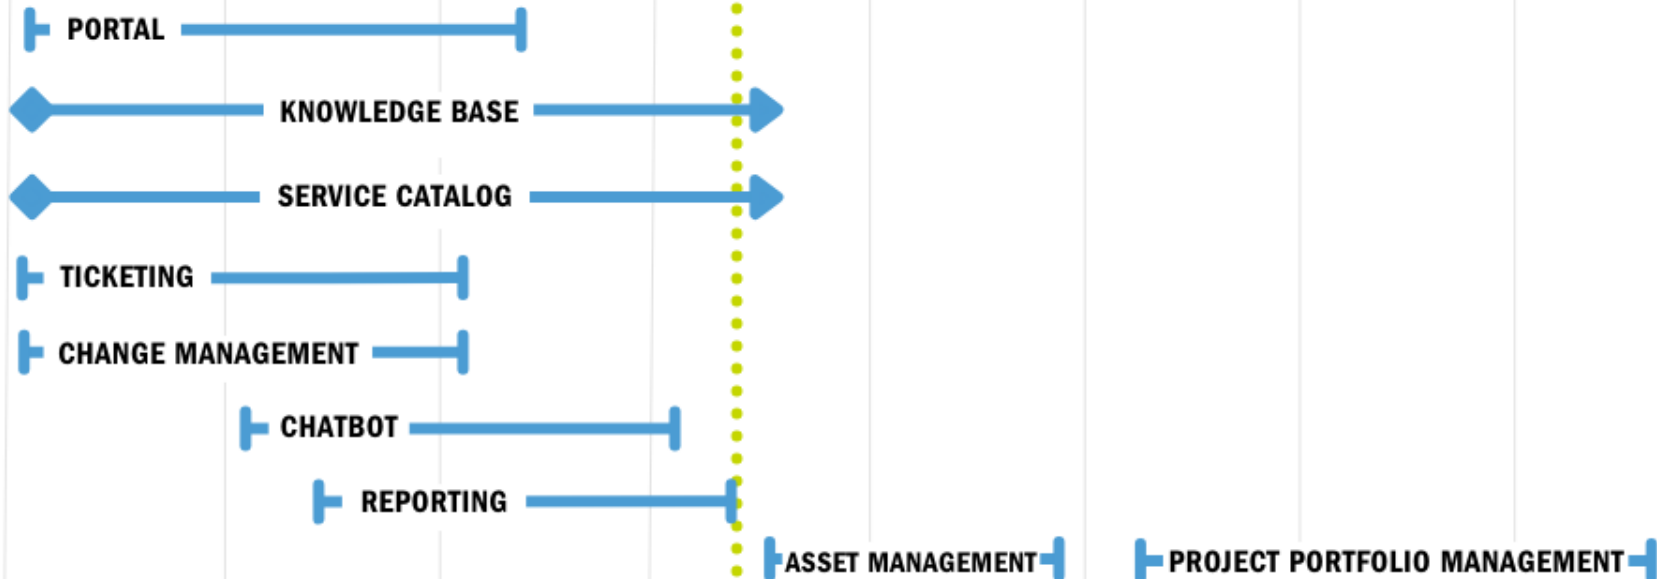 PORTAL
KNOWLEDGE BASE
SERVICE CATALOG
TICKETING
CHANGE MANAGEMENT
CHATBOT
REPORTING
ASSET MANAGEMENT
PROJECT PORTFOLIO MANAGEMENT